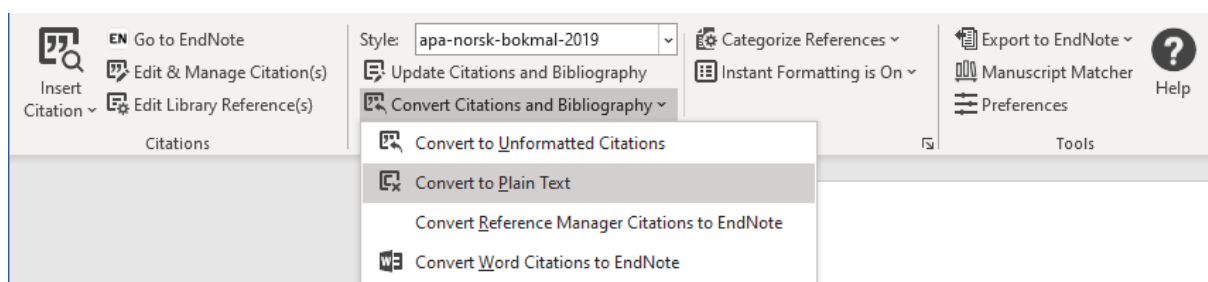 Insert
Citation
EN Go to EndNote
Edit & Manage Citation(s)
Edit Library Reference(s)
Citations
Style: apa-norsk-bokmal-2019
Update Citations and Bibliography
Convert Citations and Bibliography
Convert to Unformatted Citations
Convert to Plain Text
Convert Reference Manager Citations to EndNote
Convert Word Citations to EndNote
Categorize References
Instant Formatting is On
Export to EndNote
Manuscript Matcher
Preferences
Tools
Help